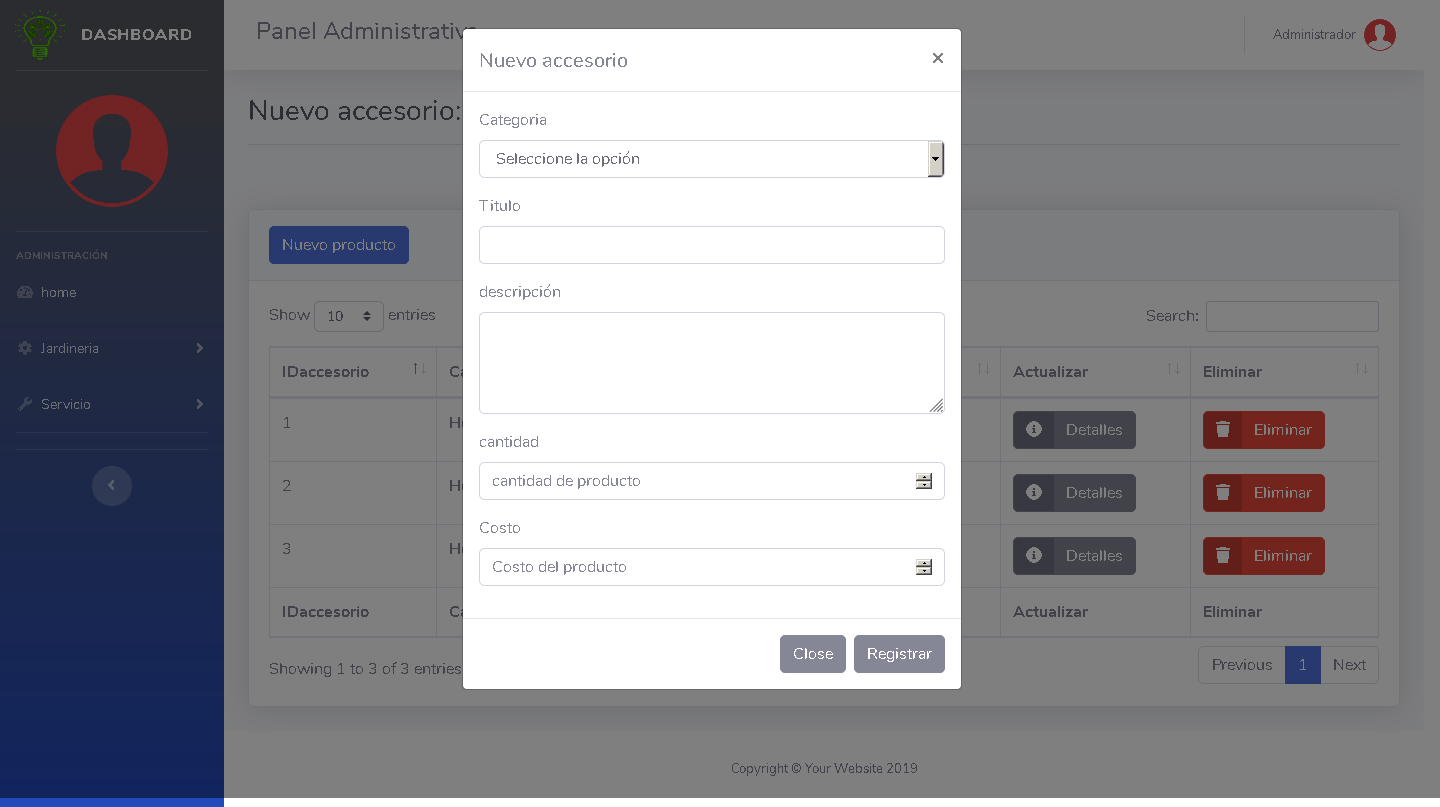 DASHBOARD
Panel Administrativo
Administrador
Nuevo accesorio:
ADMINISTRACIÓN
home
Jardineria
Servicio
Nuevo accesorio
×
Categoria
Seleccione la opción
Titulo
descripción
cantidad
cantidad de producto
Costo
Costo del producto
Close Registrar
Nuevo producto
Show 10 entries
Search:
IDaccesorio Ca Actualizar Eliminar
1 He Detalles Eliminar
2 He Detalles Eliminar
3 He Detalles Eliminar
IDaccesorio Ca Actualizar Eliminar
Showing 1 to 3 of 3 entries
Previous 1 Next
Copyright © Your Website 2019